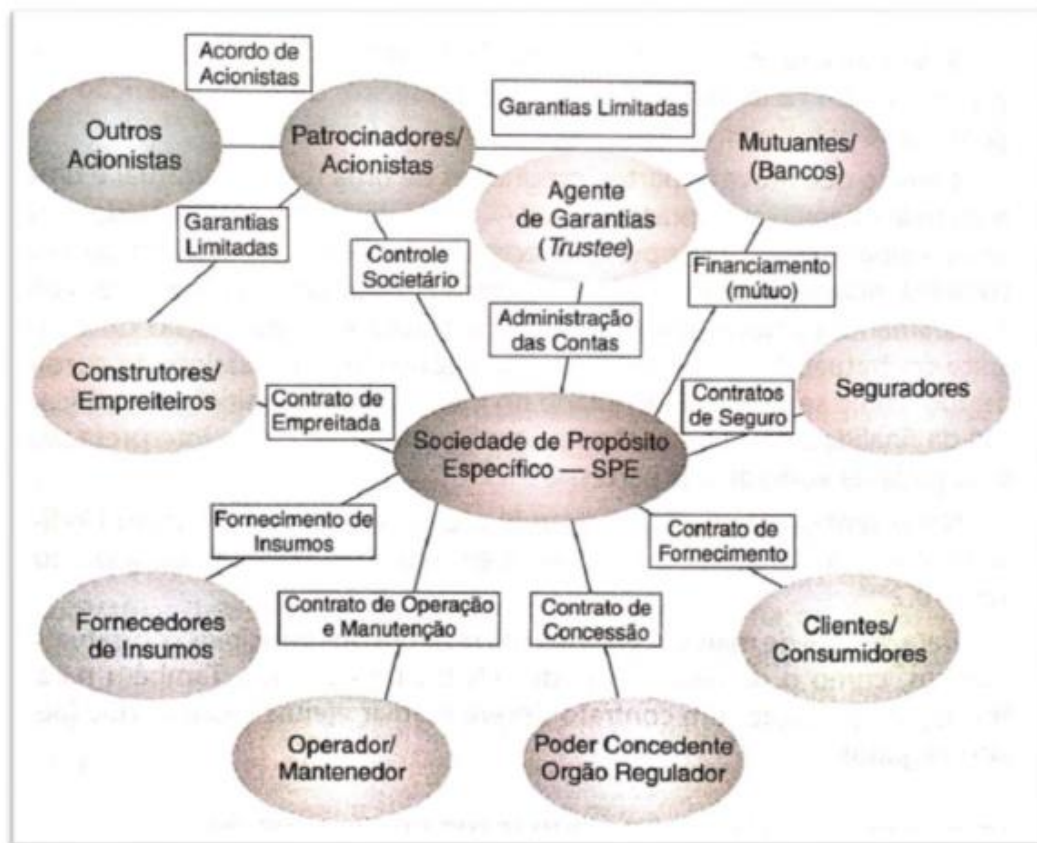 Acordo de
Acionistas
Outros
Acionistas
Patrocinadores/
Acionistas
Garantias Limitadas
Mutuantes/
(Bancos)
Agente
de Garantias
(Trustee)
Garantias
Limitadas
Controle
Societário
Financiamento
(mútuo)
Administração
das Contas
Construtores/
Empreiteiros
Contrato de
Empreitada
Contratos
de Seguro
Seguradores
Sociedade de Propósito
Específico — SPE
Fornecimento de
Insumos
Contrato de
Fornecimento
Fornecedores
de Insumos
Contrato de Operação
e Manutenção
Contrato de
Concessão
Clientes/
Consumidores
Operador/
Mantenedor
Poder Concedente
Orgão Regulador